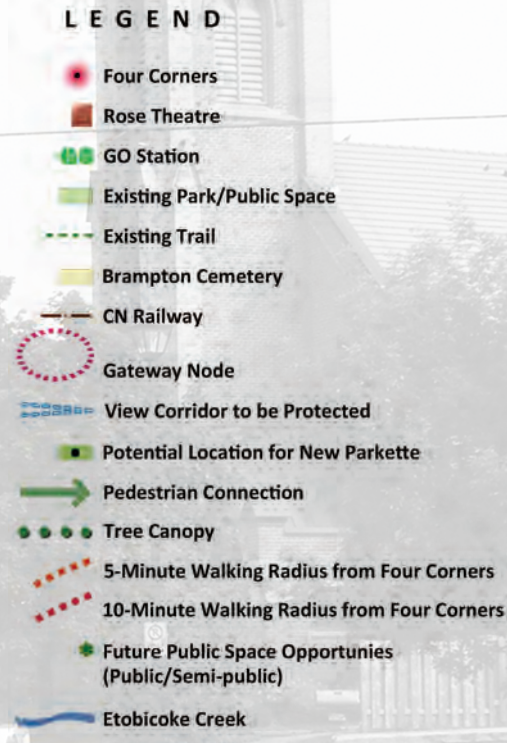 LEGEND
Four Corners
Rose Theatre
GO Station
Existing Park/Public Space
Existing Trail
Brampton Cemetery
CN Railway
Gateway Node
View Corridor to be Protected
Potential Location for New Parkette
Pedestrian Connection
Tree Canopy
5-Minute Walking Radius from Four Corners
10-Minute Walking Radius from Four Corners
Future Public Space Opportunies
(Public/Semi-public)
Etobicoke Creek